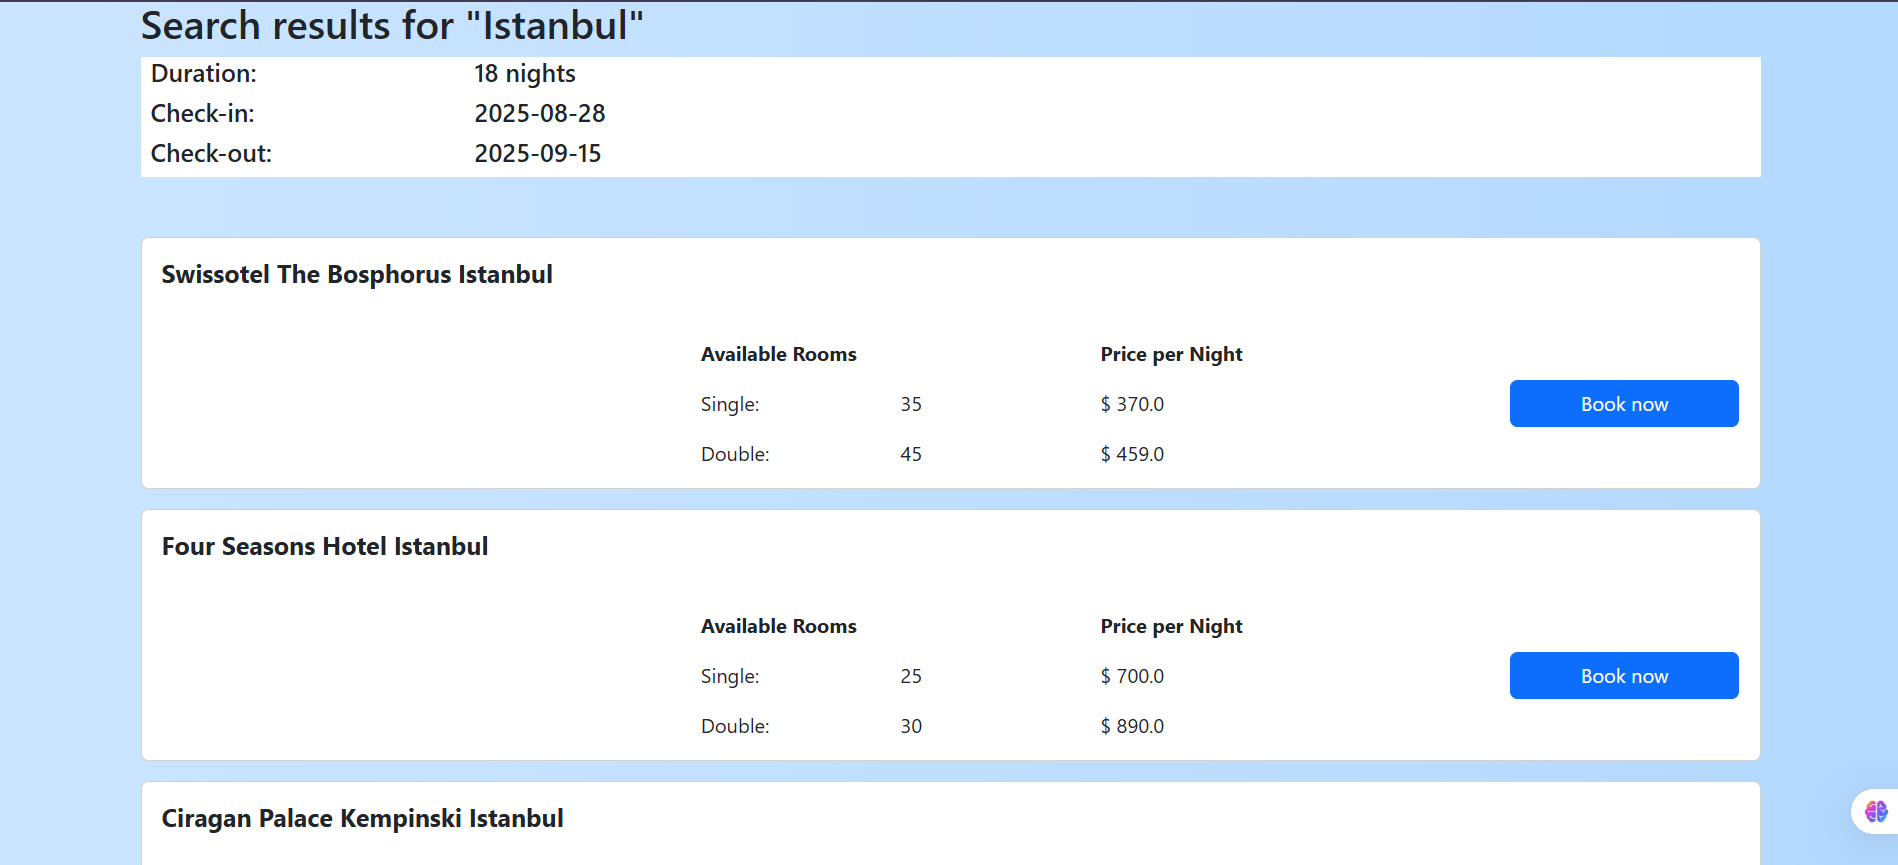 Search results for "Istanbul"
Duration: 18 nights
Check-in: 2025-08-28
Check-out: 2025-09-15
Swissotel The Bosphorus Istanbul
Available Rooms Price per Night
Single: 35 $ 370.0 Book now
Double: 45 $ 459.0
Four Seasons Hotel Istanbul
Available Rooms Price per Night
Single: 25 $ 700.0 Book now
Double: 30 $ 890.0
Ciragan Palace Kempinski Istanbul